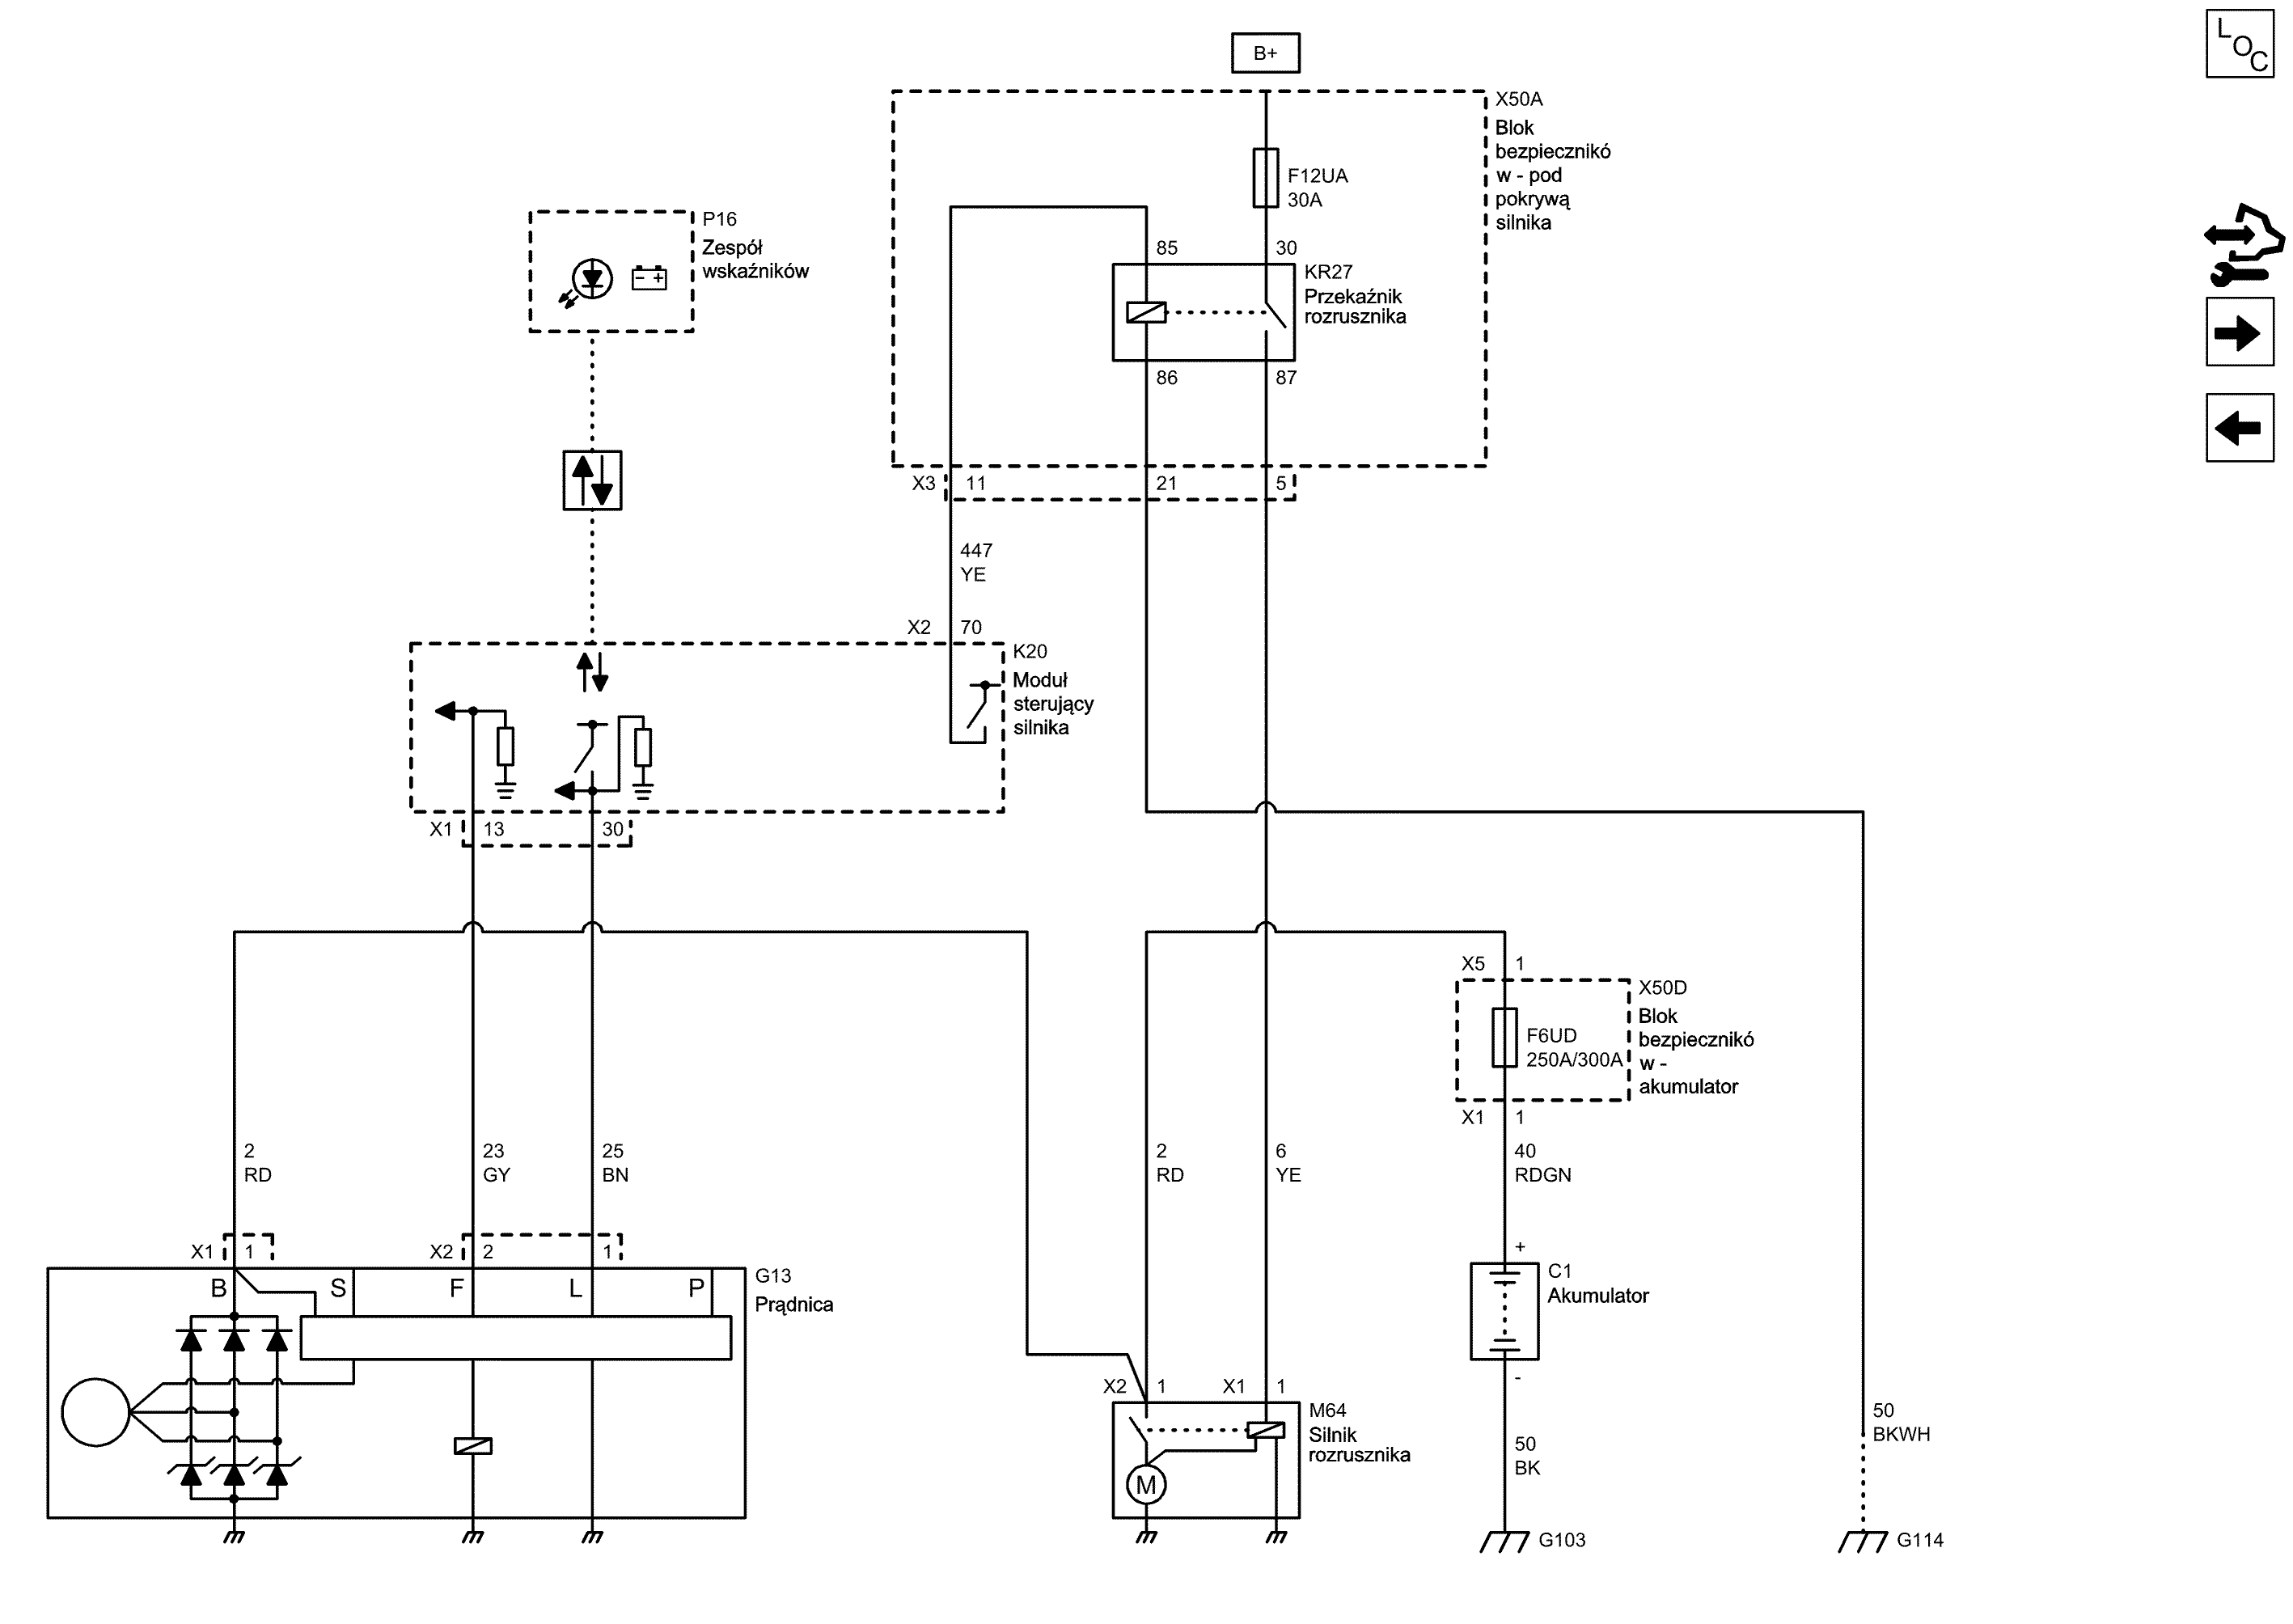 B+
LOC
X50A
Blok
bezpiecznikó
w - pod
pokrywą
silnika
F12UA
30A
P16
Zespół
wskaźników
- +
85
30
KR27
Przekaźnik
rozrusznika
86
87
X3
11
21
5
447
YE
X2
70
K20
Moduł
sterujący
silnika
X1
13
30
X5
1
X50D
Blok
bezpiecznikó
w -
akumulator
F6UD
250A/300A
X1
1
2
RD
23
GY
25
BN
2
RD
6
YE
40
RDGN
X1
1
X2
2
1
+
B
S
F
L
P
G13
Prądnica
C1
Akumulator
-
X2
1
X1
1
M64
Silnik
rozrusznika
M
50
BK
50
BKWH
G103
G114